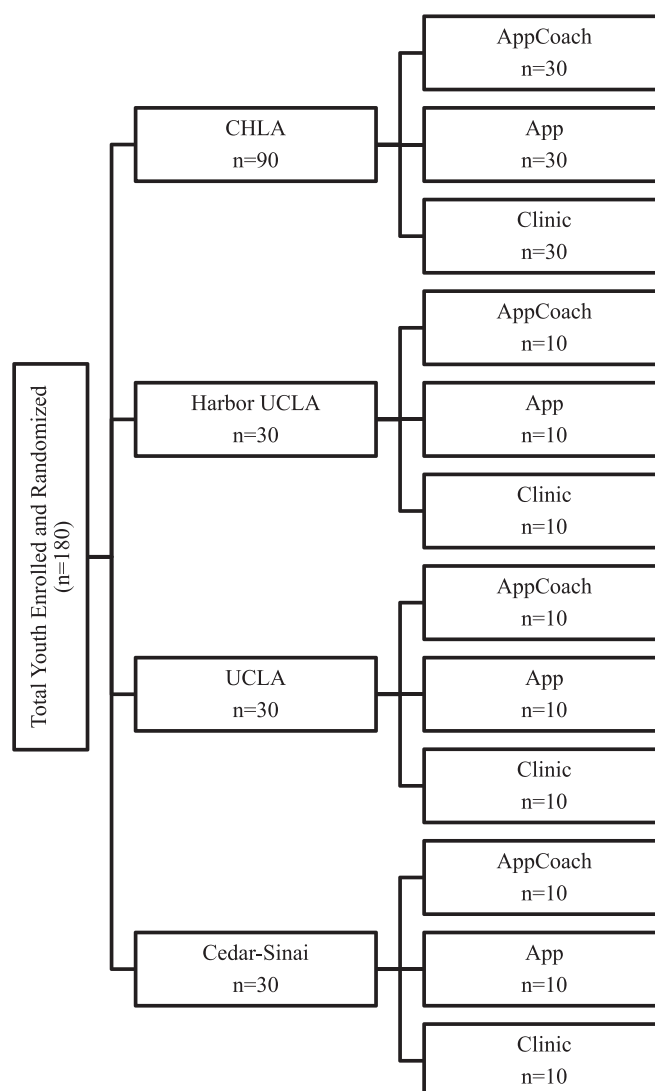 Total Youth Enrolled and Randomized
(n=180)
CHLA
n=90
AppCoach
n=30
App
n=30
Clinic
n=30
Harbor UCLA
n=30
AppCoach
n=10
App
n=10
Clinic
n=10
UCLA
n=30
AppCoach
n=10
App
n=10
Clinic
n=10
Cedar-Sinai
n=30
AppCoach
n=10
App
n=10
Clinic
n=10